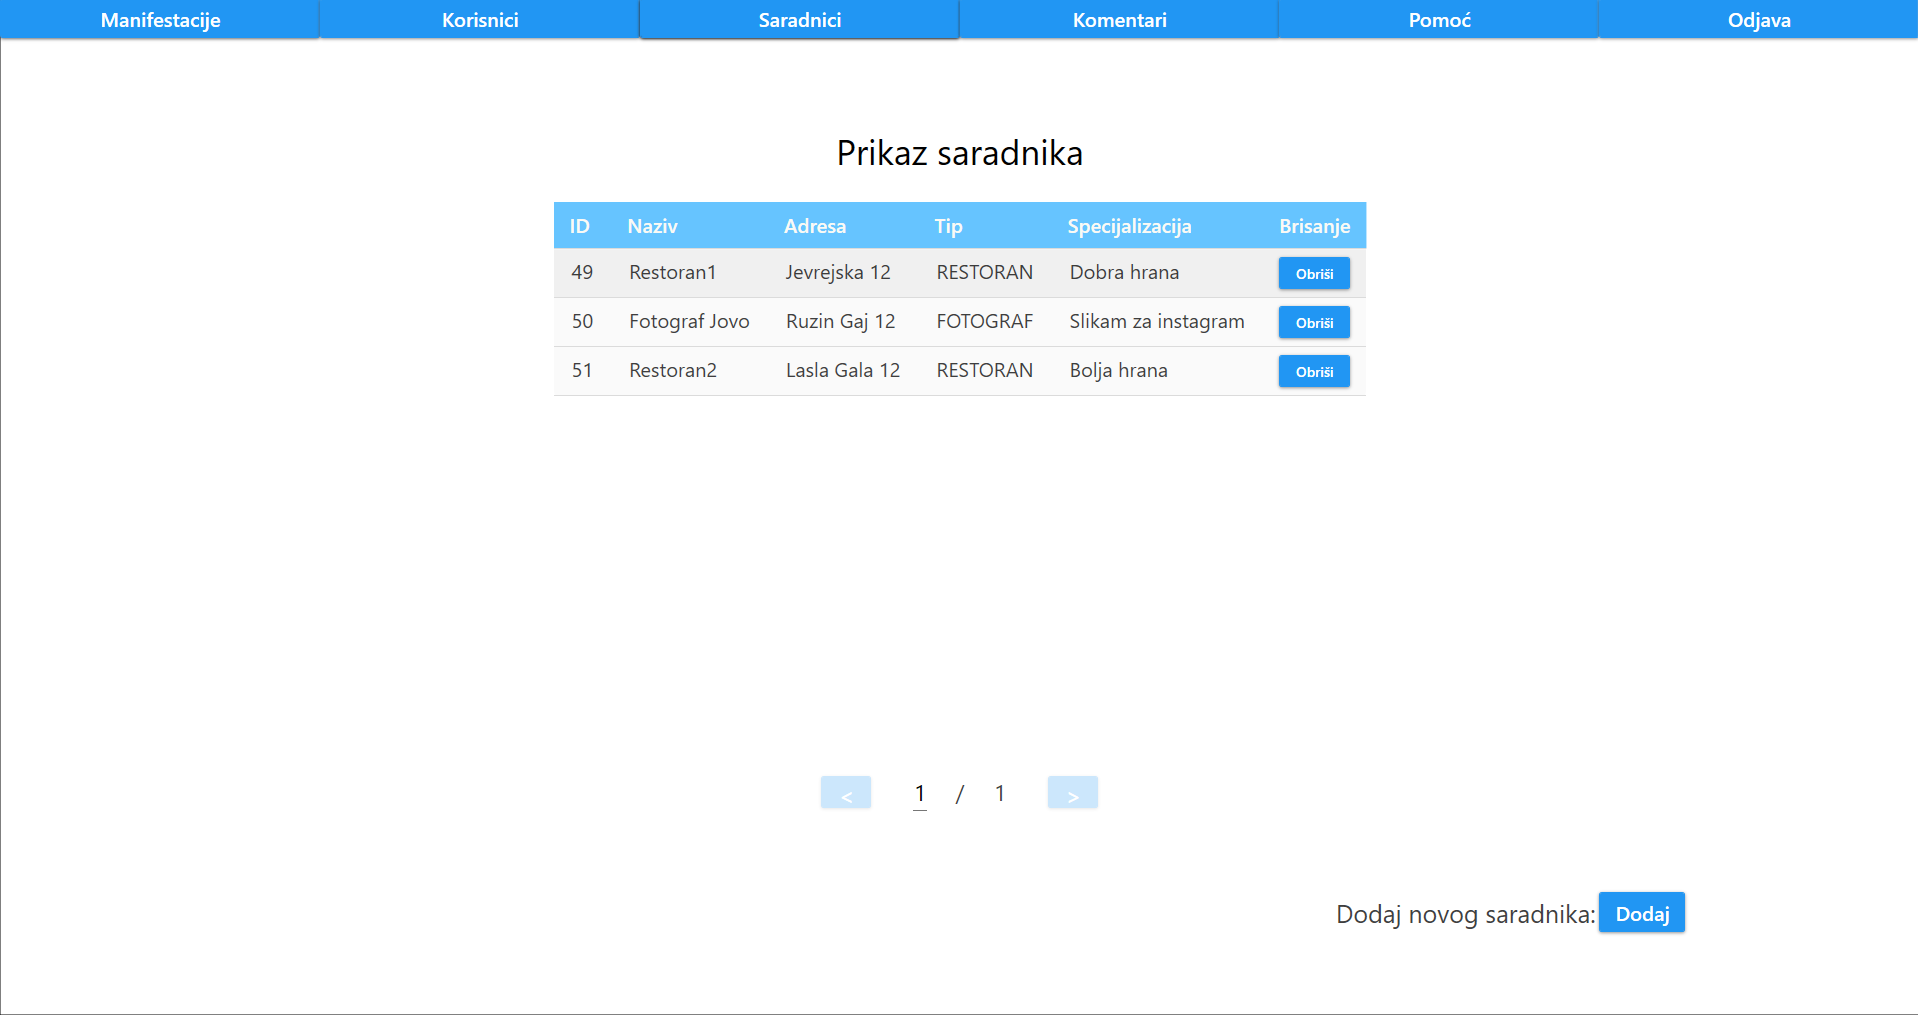 Manifestacije Korisnici Saradnici Komentari Pomoć Odjava
Prikaz saradnika
ID Naziv Adresa Tip Specijalizacija Brisanje
49 Restoran1 Jevrejska 12 RESTORAN Dobra hrana Obriši
50 Fotograf Jovo Ruzin Gaj 12 FOTOGRAF Slikam za instagram Obriši
51 Restoran2 Lasla Gala 12 RESTORAN Bolja hrana Obriši
< 1 / 1 >
Dodaj novog saradnika: Dodaj